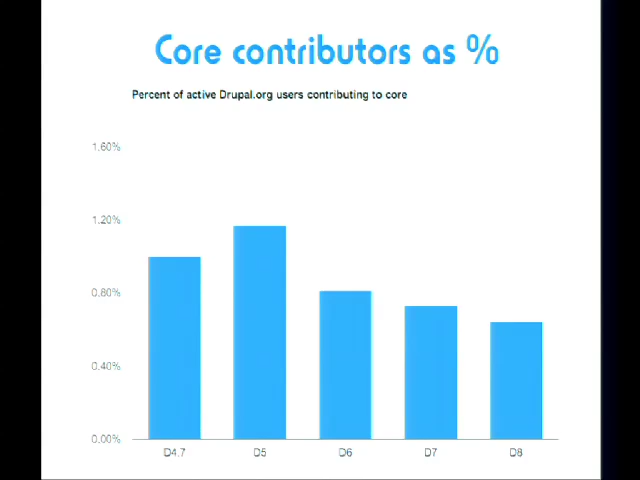 Core contributors as %
Percent of active Drupal.org users contributing to core
1.60%
1.20%
0.80%
0.40%
0.00%
D4.7 D5 D6 D7 D8